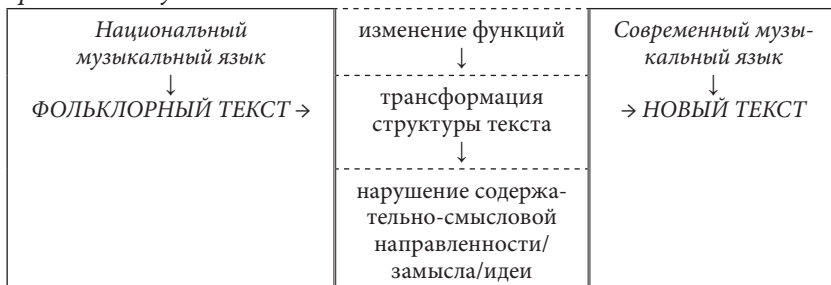 Национальный
музыкальный язык
↓
ФОЛЬКЛОРНЫЙ ТЕКСТ →
изменение функций
↓
трансформация
структуры текста
↓
нарушение содержа-
тельно-смысловой
направленности/
замысла/идеи
Современный музы-
кальный язык
↓
→ НОВЫЙ ТЕКСТ